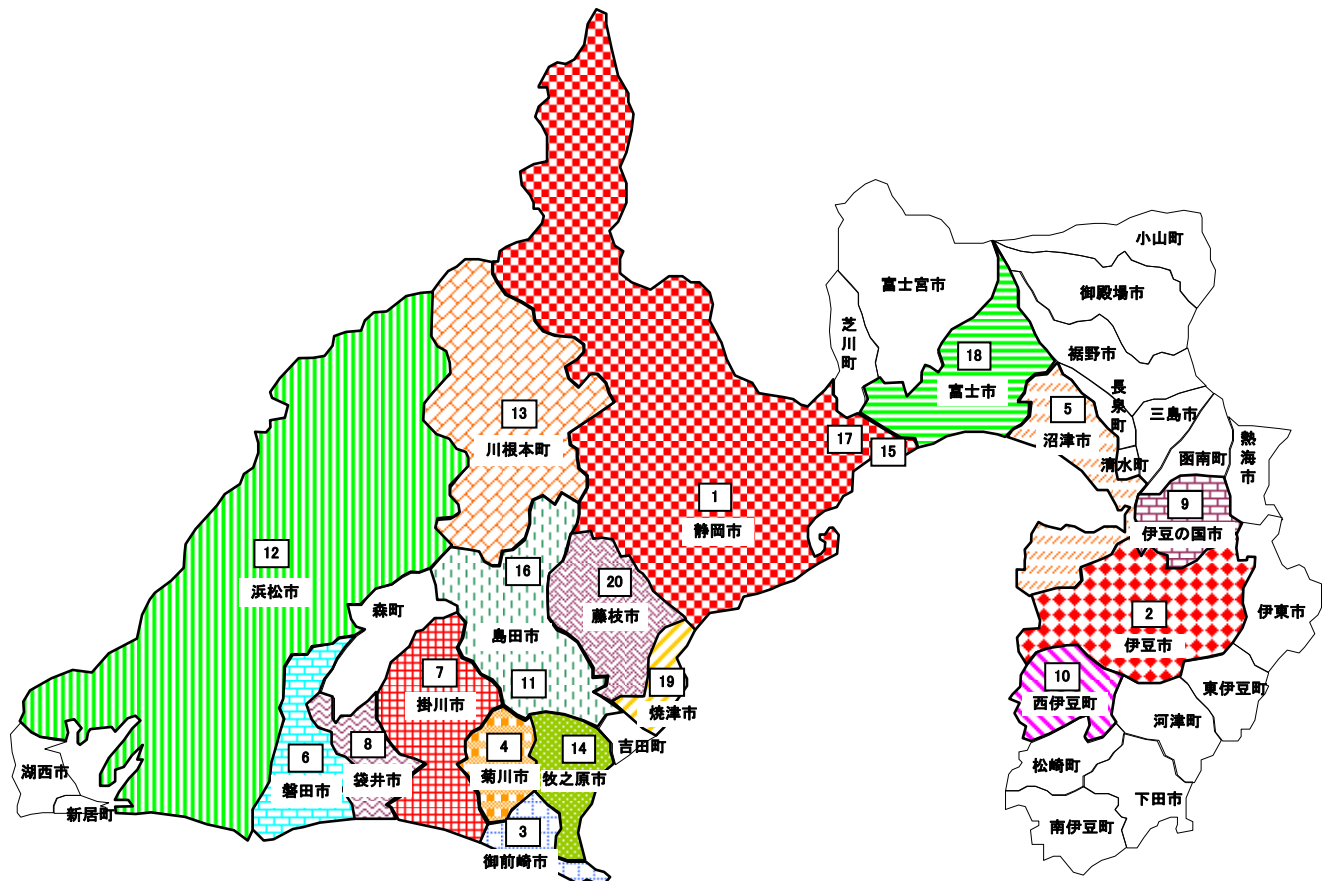 小山町
富士宮市
御殿場市
芝川町
裾野市
18
富士市
長泉町
5
沼津市
三島市
13
川根本町
17
15
熱海市
函南町
清水町
1
静岡市
9
伊豆の国市
12
浜松市
16
20
藤枝市
島田市
森町
2
伊豆市
伊東市
7
掛川市
11
19
焼津市
10
西伊豆町
東伊豆町
河津町
6
磐田市
8
袋井市
4
菊川市
14
牧之原市
吉田町
湖西市
新居町
松崎町
下田市
南伊豆町
3
御前崎市